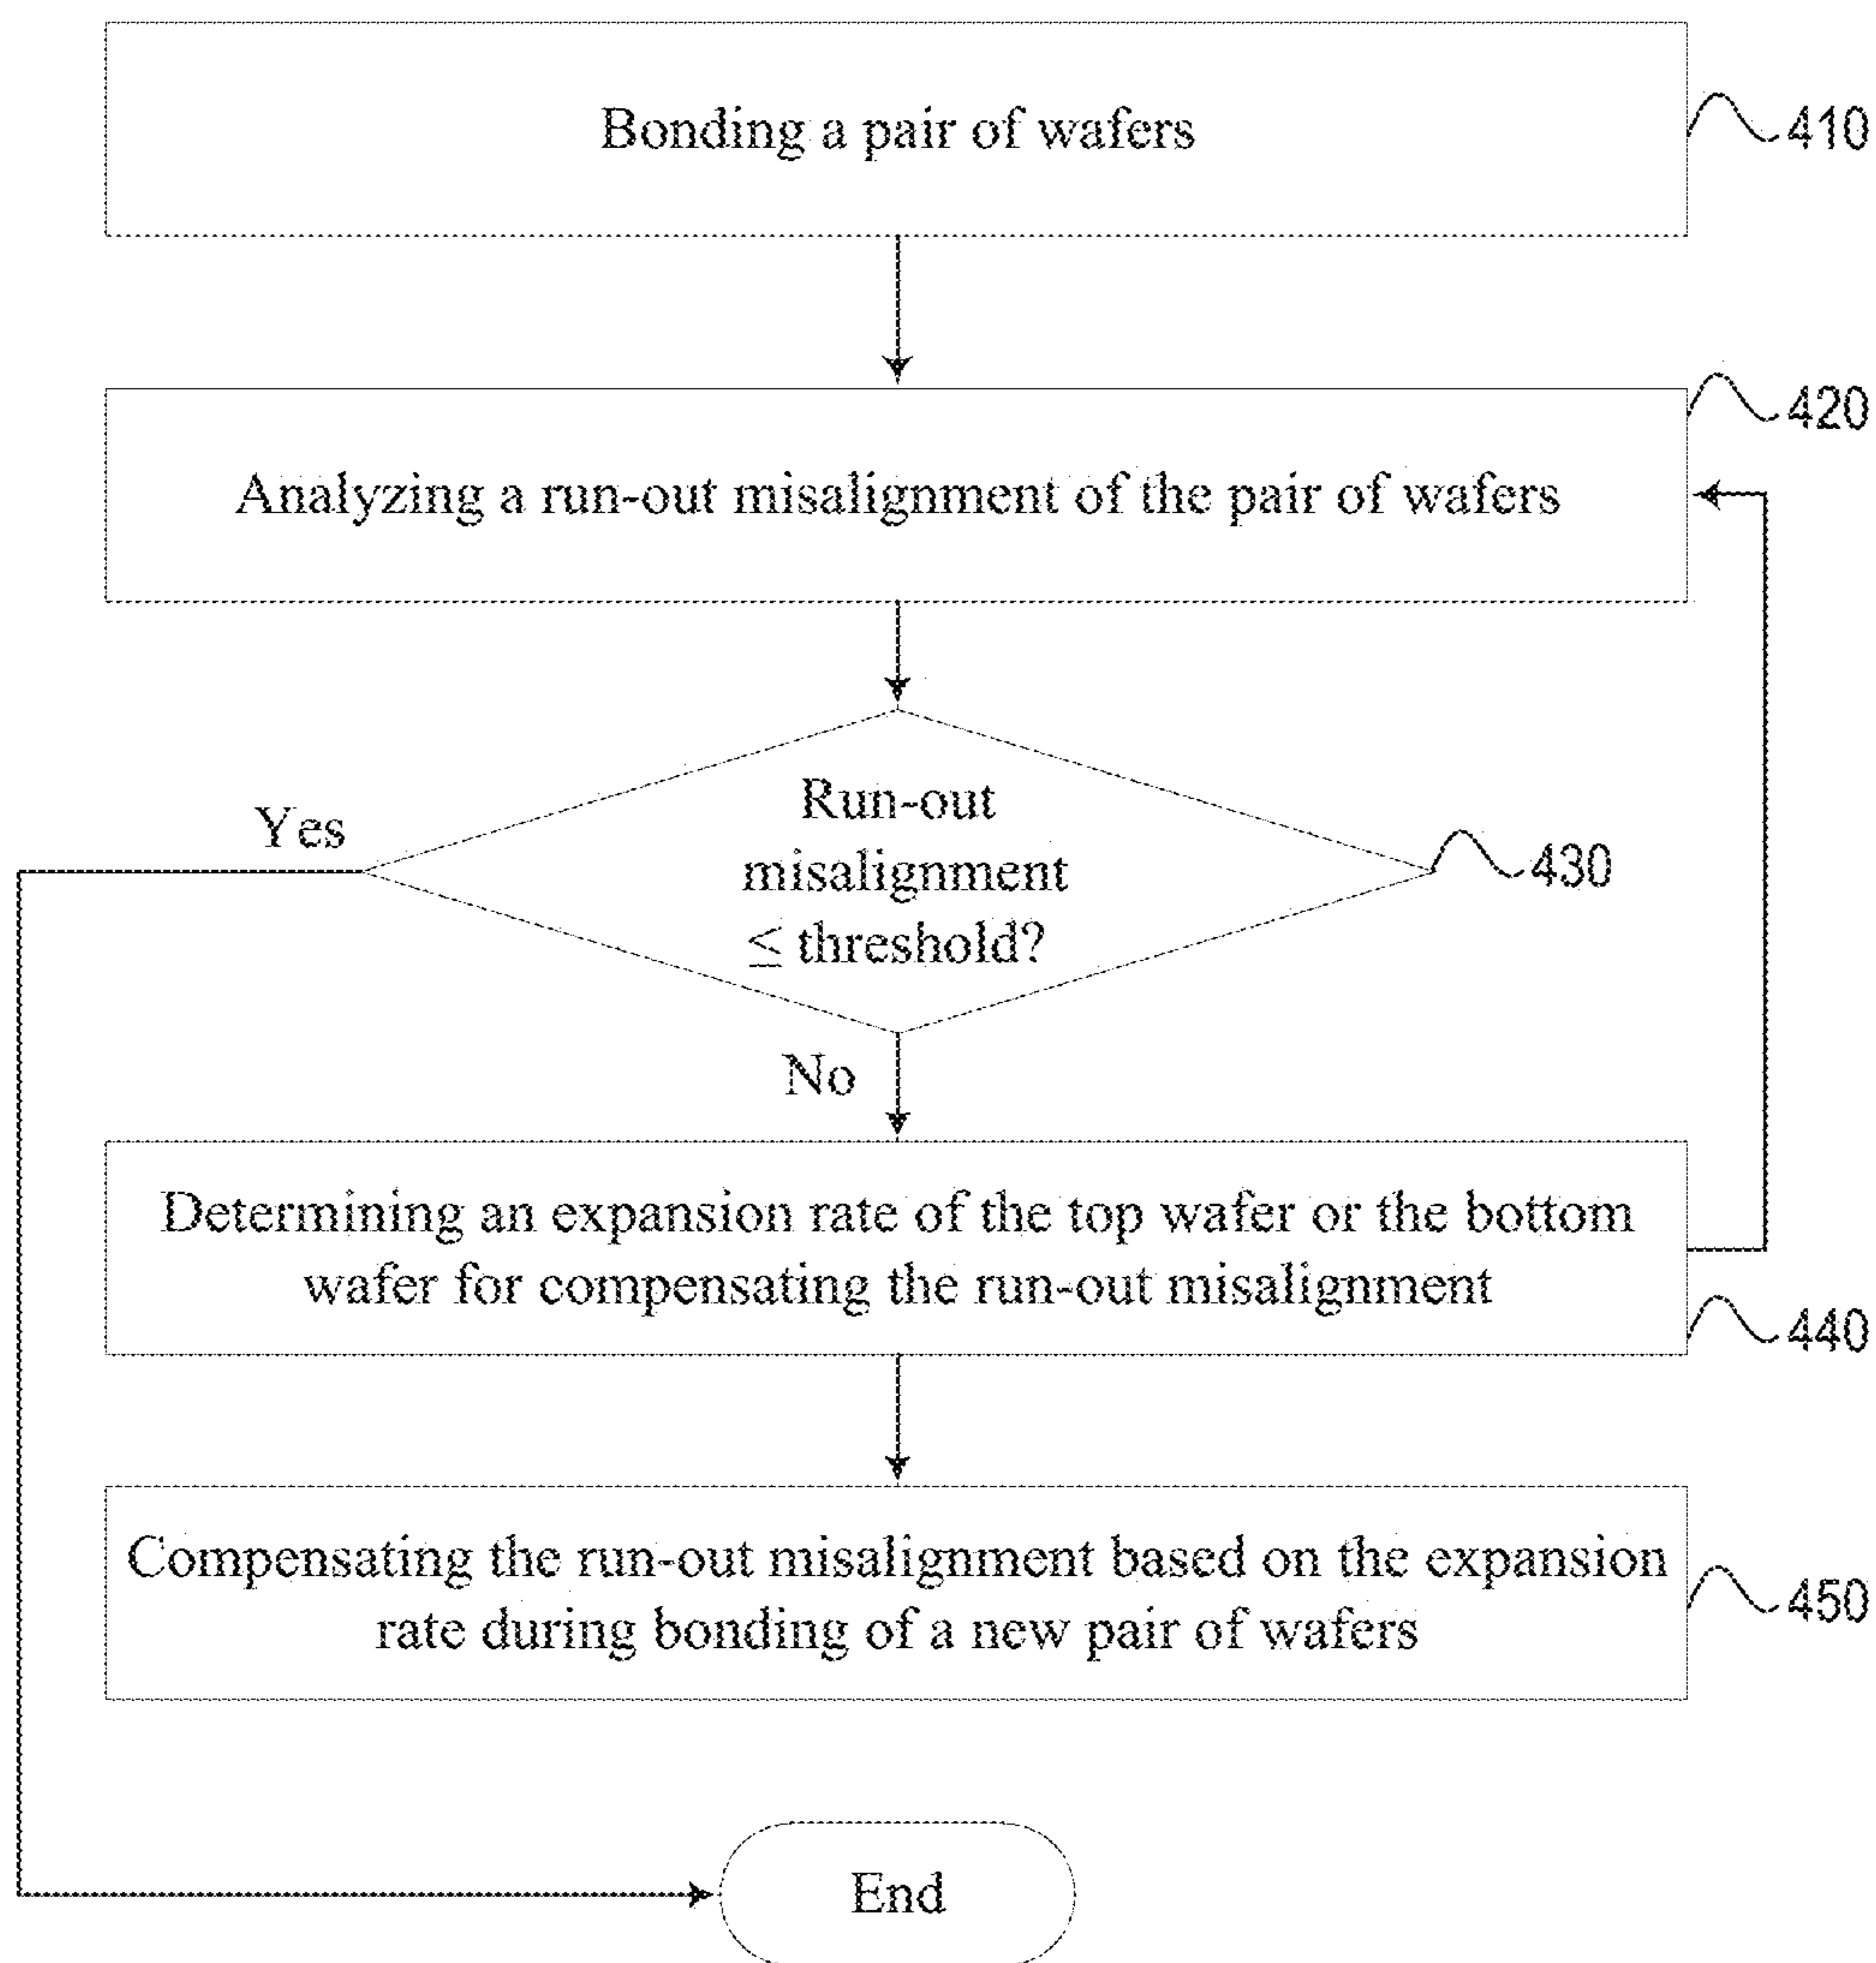 Bonding a pair of wafers
410
420
Analyzing a run-out misalignment of the pair of wafers
Yes
Run-out
misalignment
≤ threshold?
430
No
Determining an expansion rate of the top wafer or the bottom
wafer for compensating the run-out misalignment
440
Compensating the run-out misalignment based on the expansion
rate during bonding of a new pair of wafers
450
End